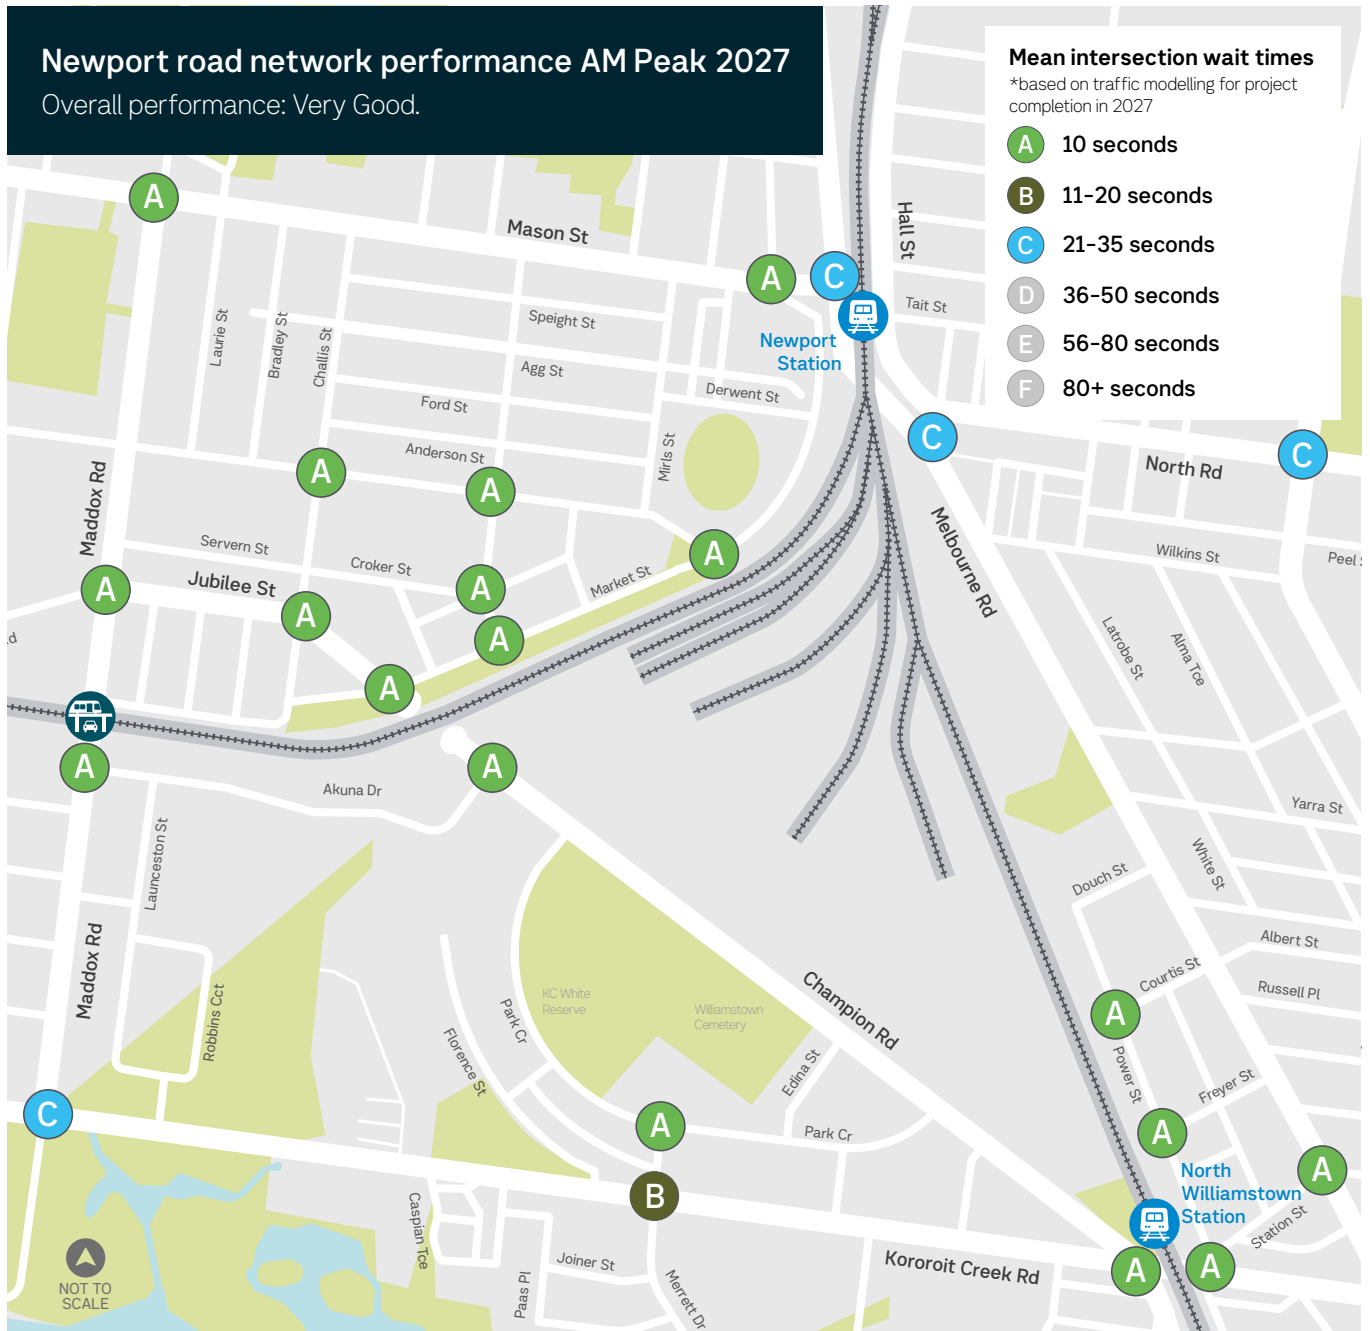 Newport road network performance AM Peak 2027
Overall performance: Very Good.
Mean intersection wait times
*based on traffic modelling for project
completion in 2027
A 10 seconds
B 11-20 seconds
C 21-35 seconds
D 36-50 seconds
E 56-80 seconds
F 80+ seconds
A
Mason St
Hall St
A
C
Tait St
Newport
Station
Laurie St
Bradley St
Challis St
Speight St
Agg St
Derwent St
Ford St
Anderson St
Mirls St
C
North Rd
C
A
A
Maddox Rd
Servern St
Croker St
Jubilee St
Market St
A
Melbourne Rd
Wilkins St
Peel S
A
A
A
A
A
ld
Latrobe St
Alma Tce
A
A
Akuna Dr
Yarra St
Launceston St
White St
Douch St
Albert St
Maddox Rd
Courtis St
Russell Pl
Robbins Cct
KC White
Reserve
Williamstown
Cemetery
Champion Rd
Park Cr
Florence St
Edina St
A
Power St
Freyer St
C
A
Park Cr
A
A
B
North
Williamstown
Station
Station St
Caspian Tce
Joiner St
Paas Pl
Merrett Dr
Kororoit Creek Rd
A
A
NOT TO
SCALE